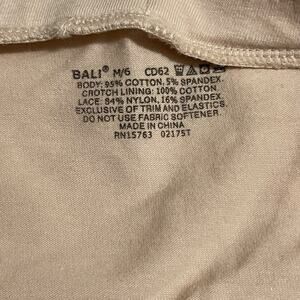 BALI® M/6 CD62
BODY: 95% COTTON, 5% SPANDEX.
CROTCH LINING: 100% COTTON.
LACE: 84% NYLON, 16% SPANDEX.
EXCLUSIVE OF TRIM AND ELASTICS.
DO NOT USE FABRIC SOFTENER.
MADE IN CHINA
RN15763 02175T